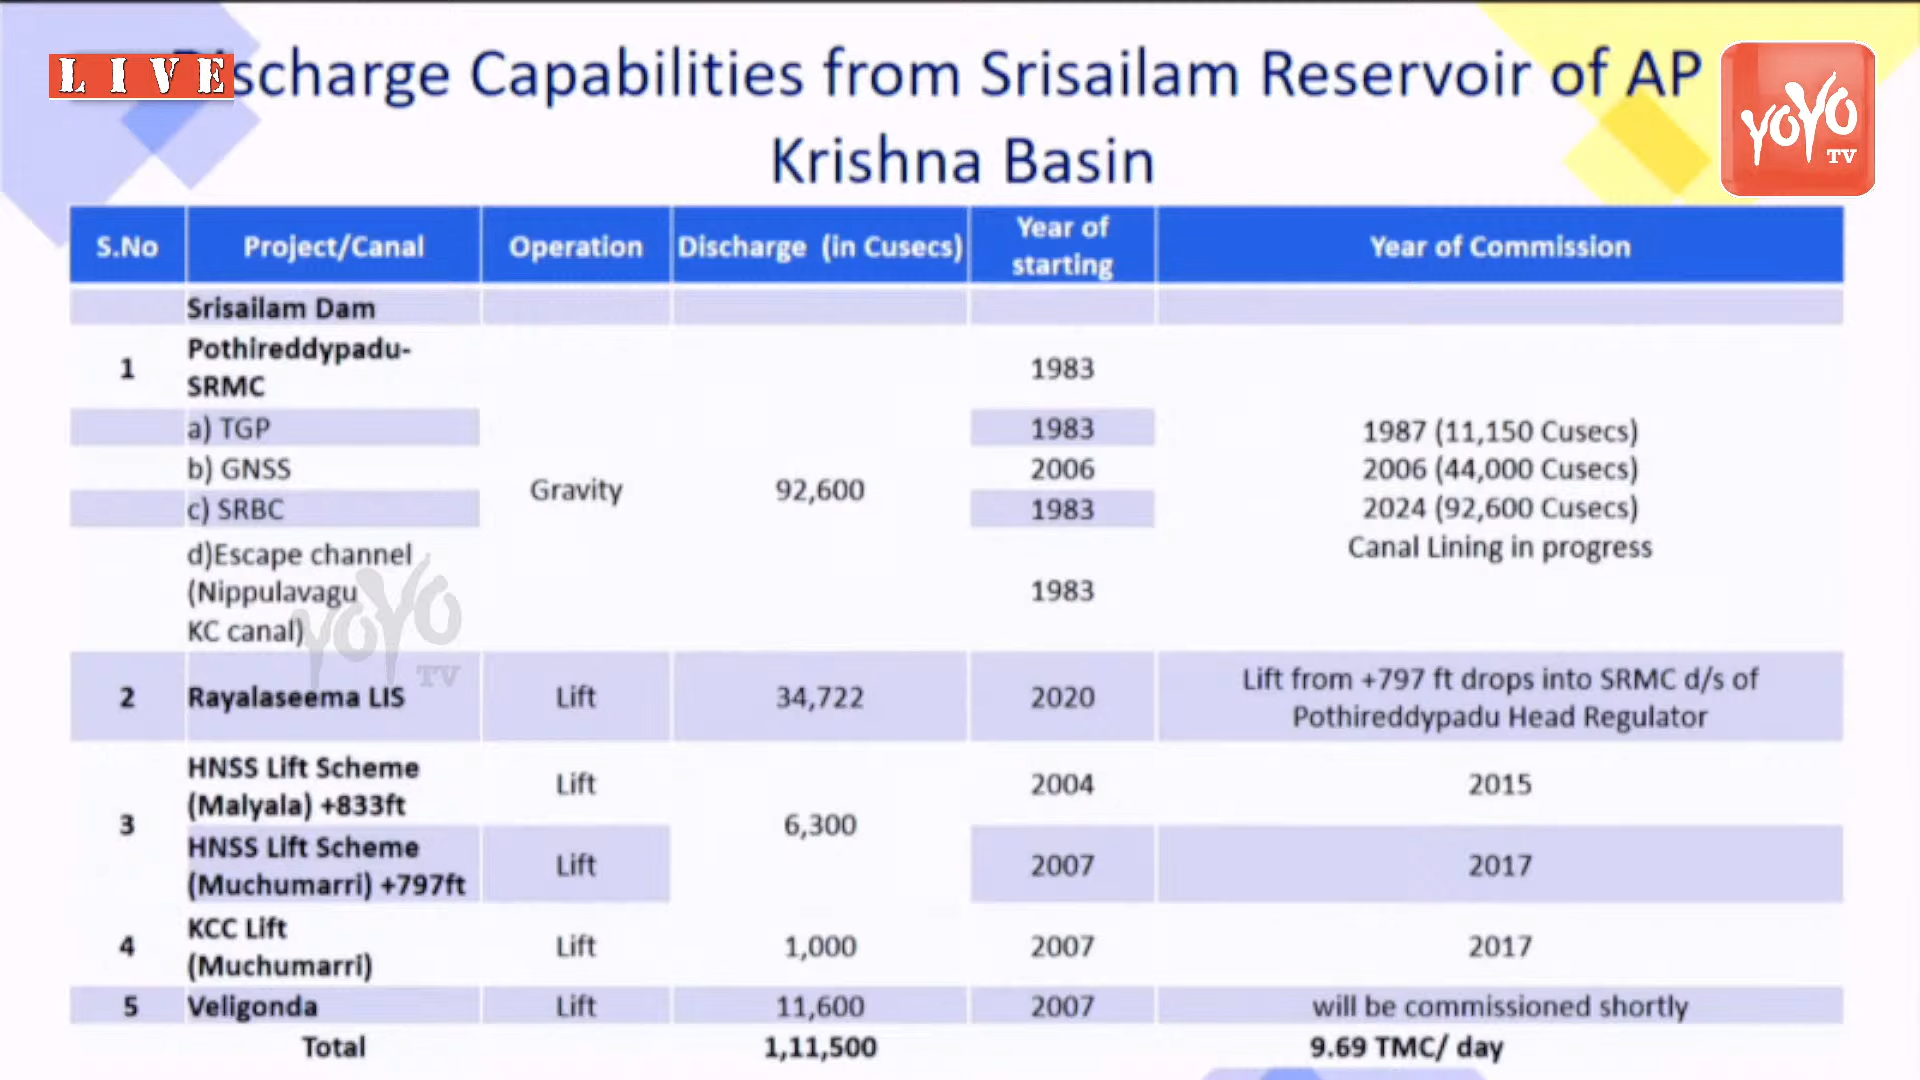 LIVE
scharge Capabilities from Srisailam Reservoir of AP
Krishna Basin
YOYO
TV
S.No Project/Canal Operation Discharge (in Cusecs) Year of starting Year of Commission
Srisailam Dam
1 Pothireddypadu-
SRMC 1983
a) TGP 1983
b) GNSS 2006
c) SRBC 1983
d)Escape channel
(Nippulavagu
KC canal) 1983
Gravity 92,600
1987 (11,150 Cusecs)
2006 (44,000 Cusecs)
2024 (92,600 Cusecs)
Canal Lining in progress
YOYO
TV
2 Rayalaseema LIS Lift 34,722 2020 Lift from +797 ft drops into SRMC d/s of
Pothireddypadu Head Regulator
3 HNSS Lift Scheme
(Malyala) +833ft Lift 6,300 2004 2015
HNSS Lift Scheme
(Muchumarri) +797ft Lift 2007 2017
4 KCC Lift
(Muchumarri) Lift 1,000 2007 2017
5 Veligonda Lift 11,600 2007 will be commissioned shortly
Total 1,11,500 9.69 TMC/ day